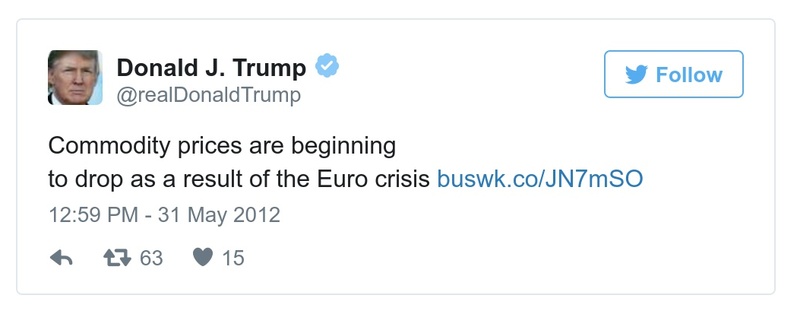 Donald J. Trump
@realDonaldTrump
Follow
Commodity prices are beginning
to drop as a result of the Euro crisis buswk.co/JN7mSO
12:59 PM - 31 May 2012
63 15